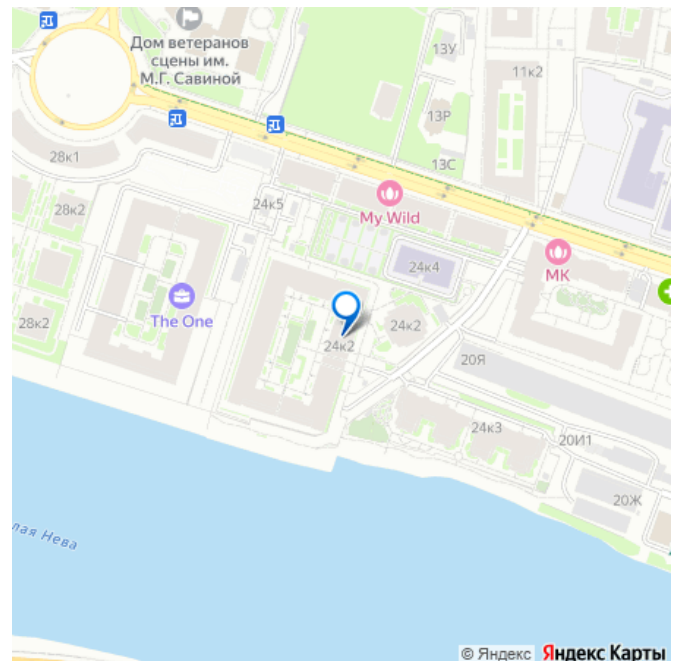 Дом ветеранов
сцены им.
М.Г. Савиной
13У
11к2
13Р
13С
28к1
My Wild
28к2
24к5
24к4
МК
The One
28к2
24к2
24к2
20Я
24к3
20И1
20Ж
лая Нева
© Яндекс Яндекс Карты